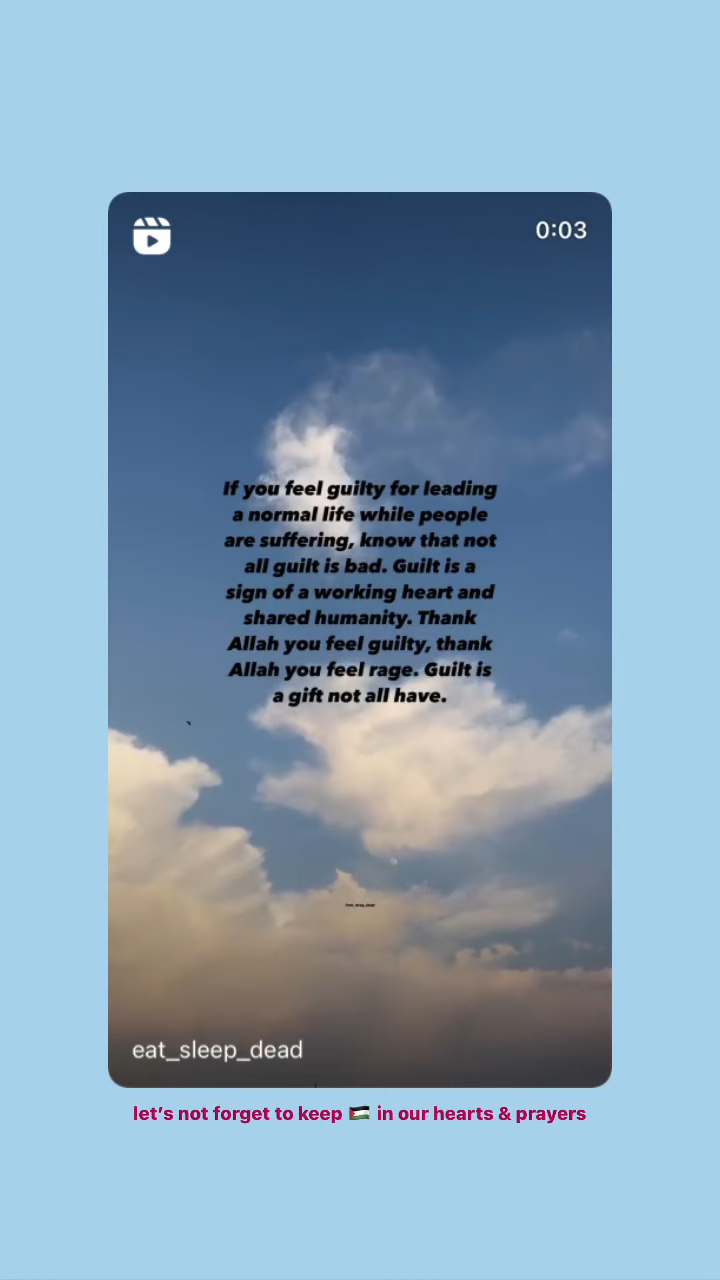 0:03
If you feel guilty for leading
a normal life while people
are suffering, know that not
all guilt is bad. Guilt is a
sign of a working heart and
shared humanity. Thank
Allah you feel guilty, thank
Allah you feel rage. Guilt is
a gift not all have.
eat_sleep_dead
let's not forget to keep 🇵🇸 in our hearts & prayers